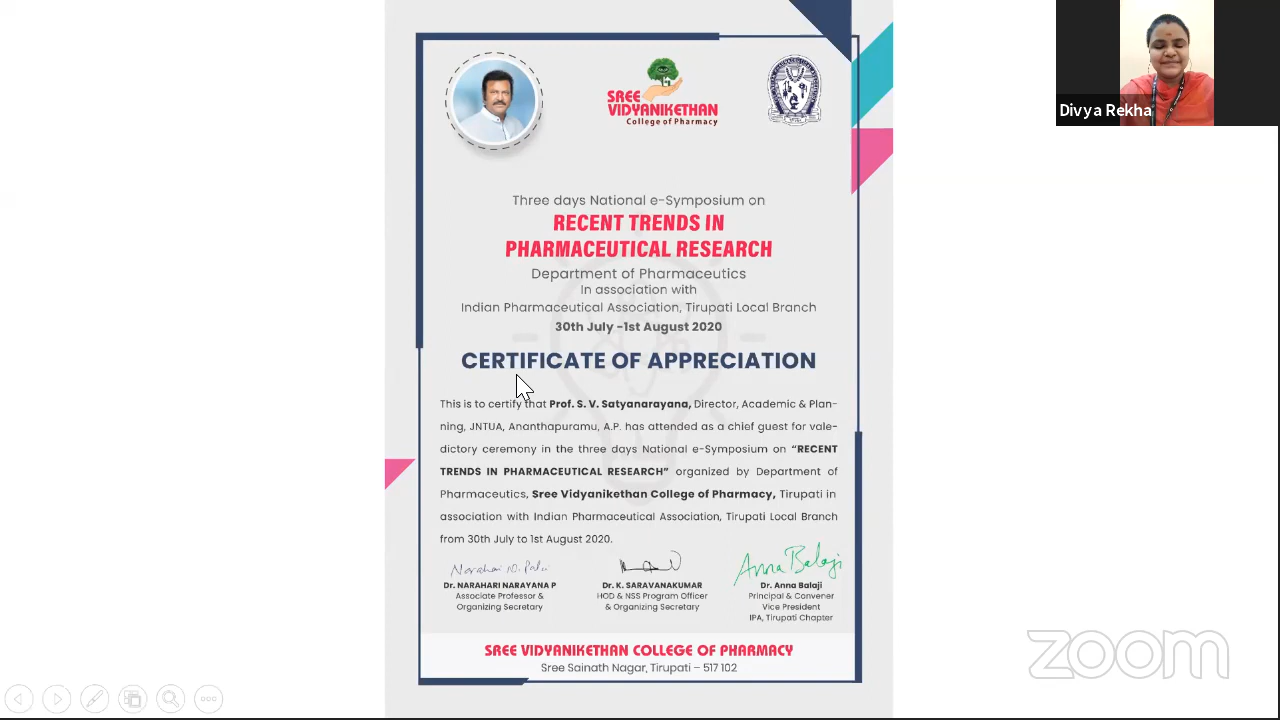 SREE
VIDYANIKETHAN
College of Pharmacy
Divya Rekha
Three days National e-Symposium on
RECENT TRENDS IN
PHARMACEUTICAL RESEARCH
Department of Pharmaceutics
In association with
Indian Pharmaceutical Association, Tirupati Local Branch
30th July -1st August 2020
CERTIFICATE OF APPRECIATION
This is to certify that Prof. S. V. Satyanarayana, Director, Academic & Plan-
ning, JNTUA, Ananthapuramu, A.P. has attended as a chief guest for vale-
dictory ceremony in the three days National e-Symposium on “RECENT
TRENDS IN PHARMACEUTICAL RESEARCH” organized by Department of
Pharmaceutics, Sree Vidyanikethan College of Pharmacy, Tirupati in
association with Indian Pharmaceutical Association, Tirupati Local Branch
from 30th July to 1st August 2020.
Anna Balaji
Dr. NARAHARI NARAYANA P
Associate Professor &
Organizing Secretary
Dr. K. SARAVANAKUMAR
HOD & NSS Program Officer
& Organizing Secretary
Dr. Anna Balaji
Principal & Convener
Vice President
IPA, Tirupati Chapter
SREE VIDYANIKETHAN COLLEGE OF PHARMACY
Sree Sainath Nagar, Tirupati – 517 102
zoom